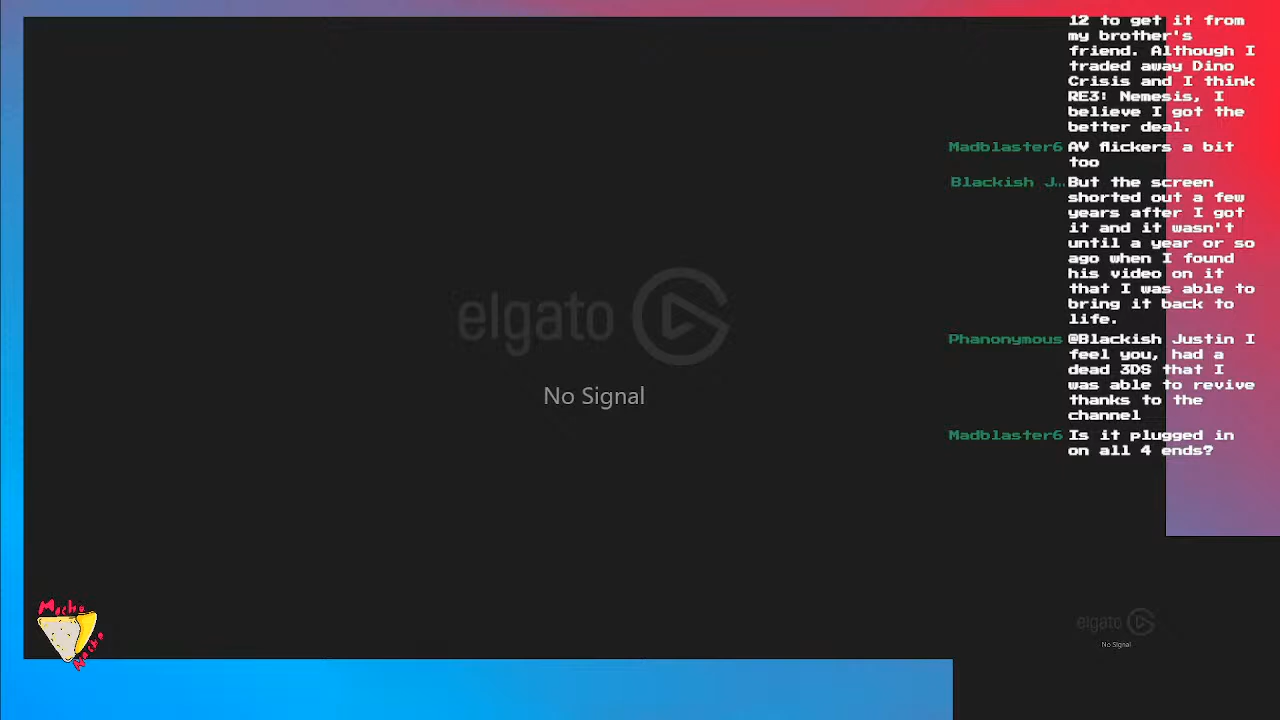 12 to get it from
my brother's
friend. Although I
traded away Dino
Crisis and I think
RE3: Nemesis, I
believe I got the
better deal.
Madblaster6 AV flickers a bit
too
Blackish J… But the screen
shorted out a few
years after I got
it and it wasn't
until a year or so
ago when I found
his video on it
that I was able to
bring it back to
life.
Phanonymous @Blackish Justin I
feel you, had a
dead 3DS that I
was able to revive
thanks to the
channel
Madblaster6 Is it plugged in
on all 4 ends?
elgato
No Signal
Macho
Nacho
elgato
No Signal